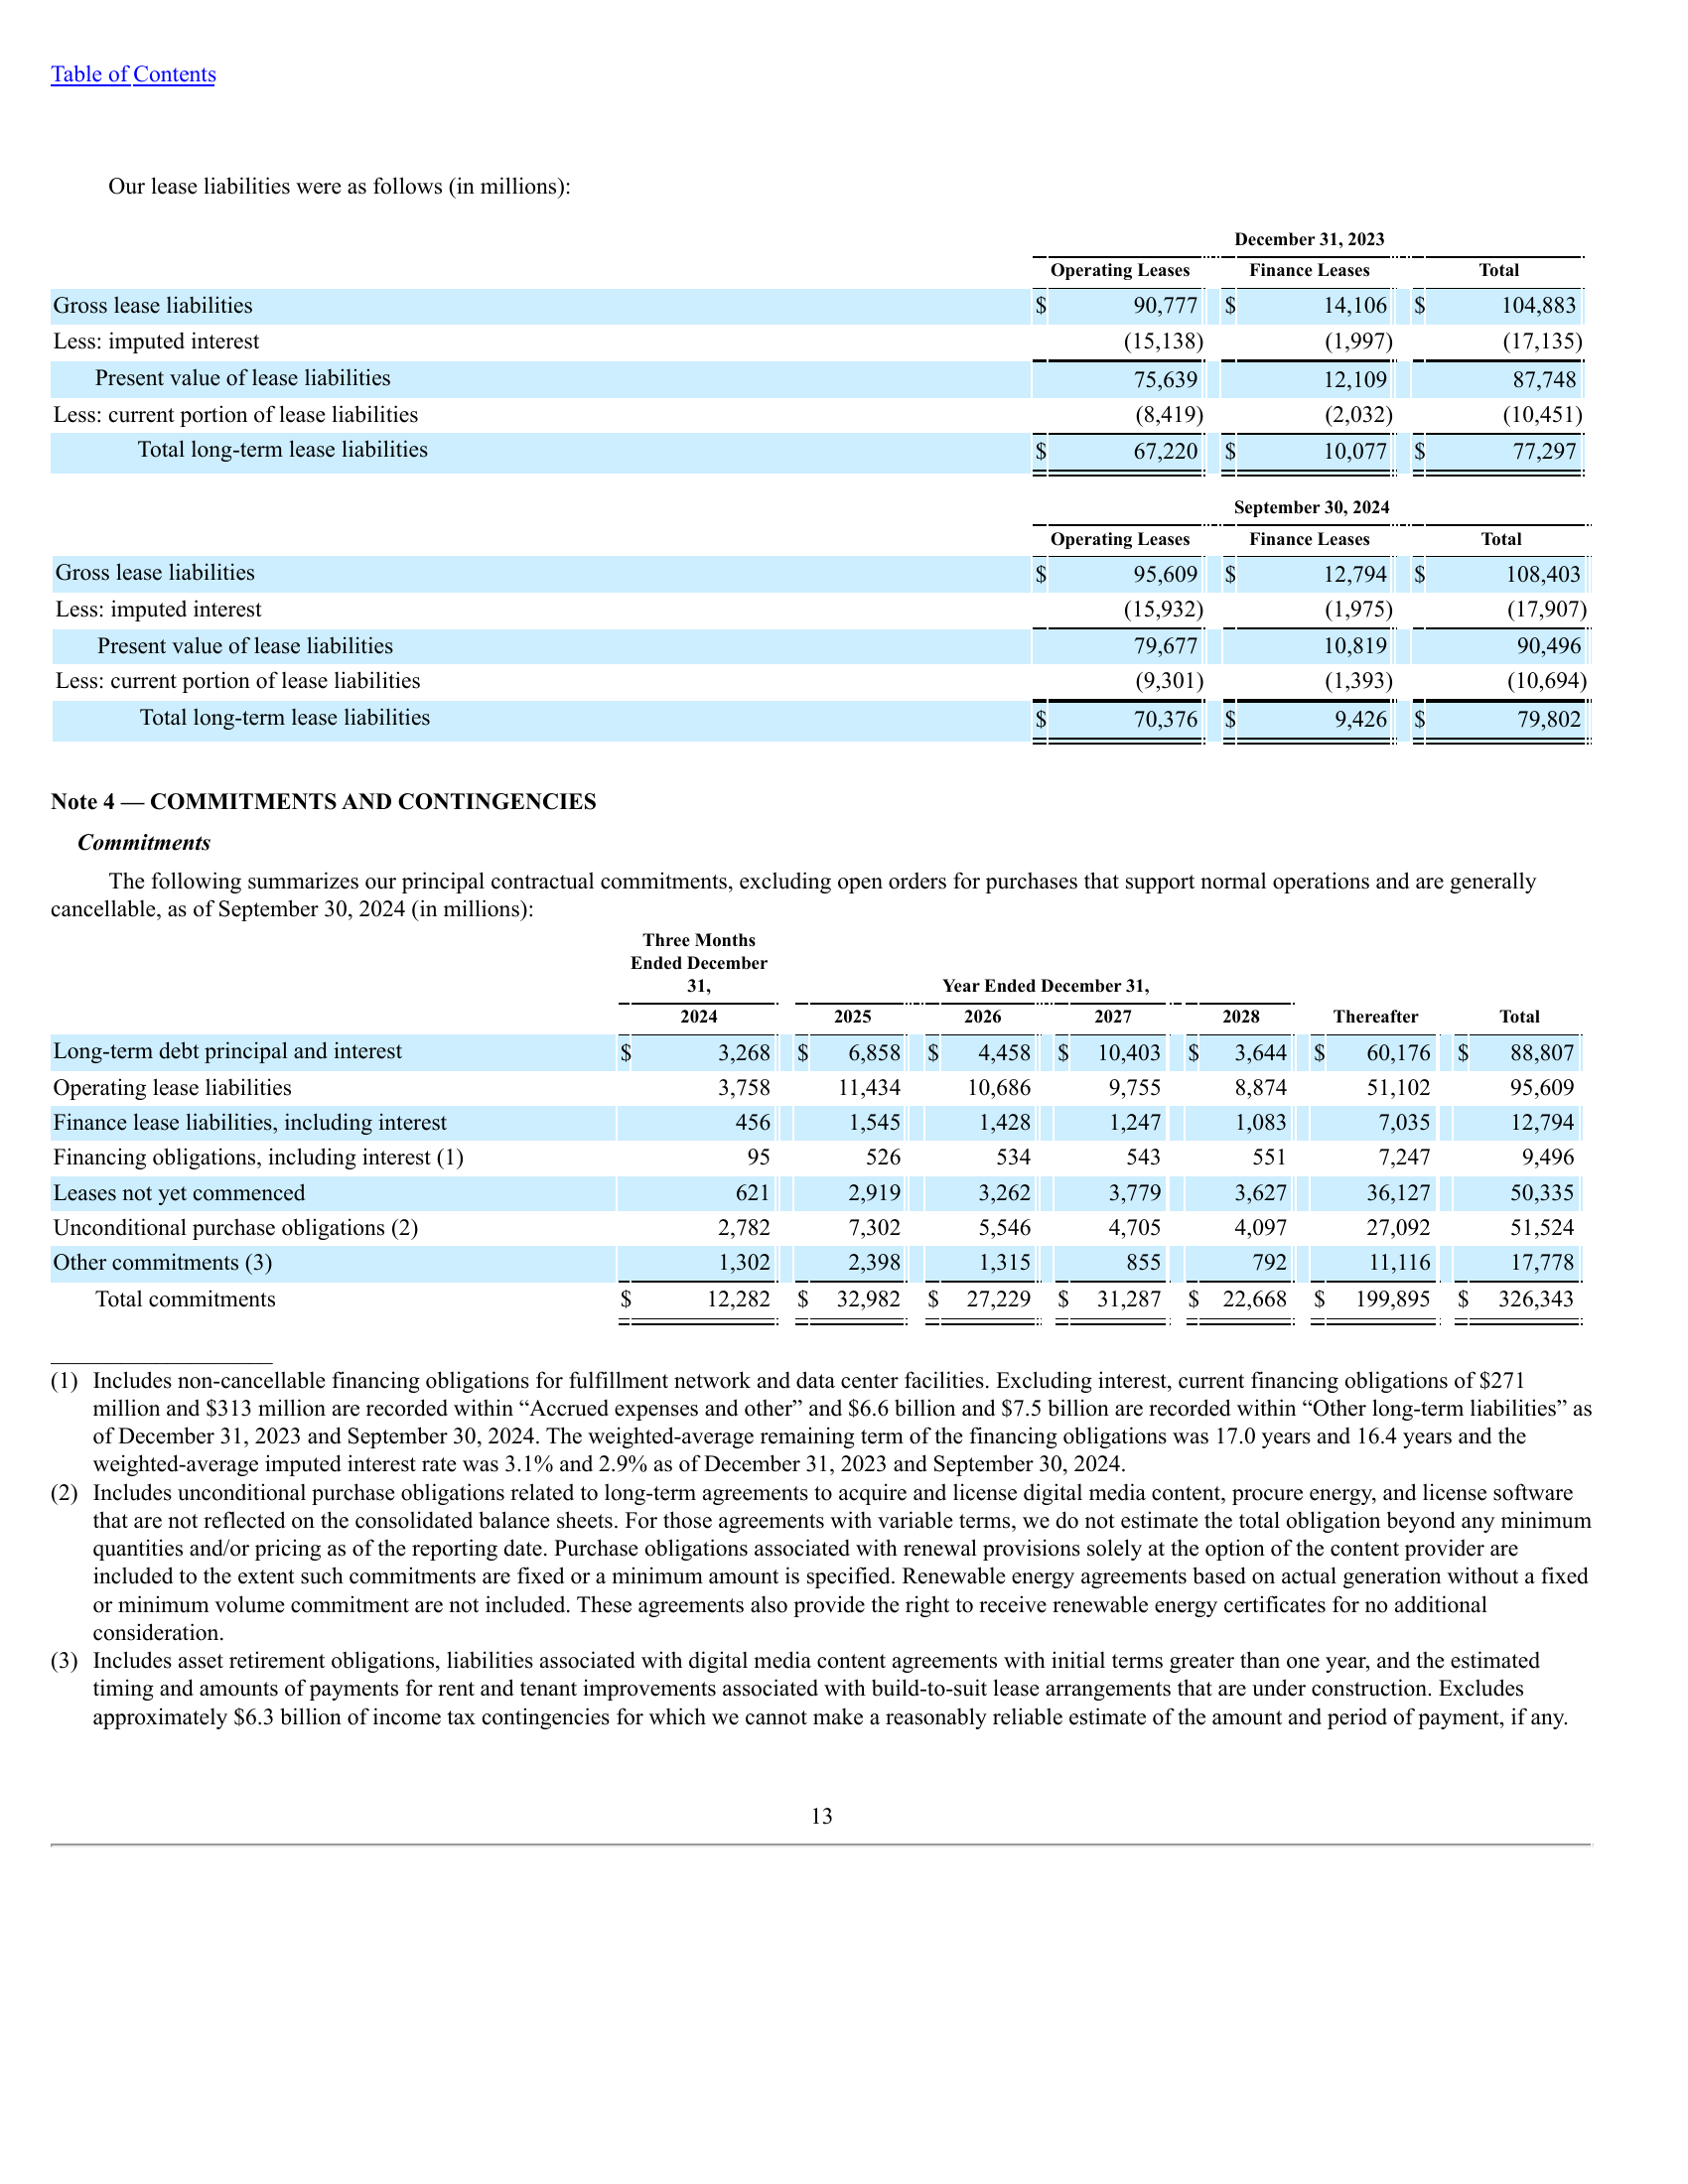 Table of Contents
Our lease liabilities were as follows (in millions):
December 31, 2023
Operating Leases Finance Leases Total
Gross lease liabilities $ 90,777 $ 14,106 $ 104,883
Less: imputed interest (15,138) (1,997) (17,135)
Present value of lease liabilities 75,639 12,109 87,748
Less: current portion of lease liabilities (8,419) (2,032) (10,451)
Total long-term lease liabilities $ 67,220 $ 10,077 $ 77,297
September 30, 2024
Operating Leases Finance Leases Total
Gross lease liabilities $ 95,609 $ 12,794 $ 108,403
Less: imputed interest (15,932) (1,975) (17,907)
Present value of lease liabilities 79,677 10,819 90,496
Less: current portion of lease liabilities (9,301) (1,393) (10,694)
Total long-term lease liabilities $ 70,376 $ 9,426 $ 79,802
Note 4 — COMMITMENTS AND CONTINGENCIES
Commitments
The following summarizes our principal contractual commitments, excluding open orders for purchases that support normal operations and are generally
cancellable, as of September 30, 2024 (in millions):
Three Months
Ended December
31, Year Ended December 31,
2024 2025 2026 2027 2028 Thereafter Total
Long-term debt principal and interest $ 3,268 $ 6,858 $ 4,458 $ 10,403 $ 3,644 $ 60,176 $ 88,807
Operating lease liabilities 3,758 11,434 10,686 9,755 8,874 51,102 95,609
Finance lease liabilities, including interest 456 1,545 1,428 1,247 1,083 7,035 12,794
Financing obligations, including interest (1) 95 526 534 543 551 7,247 9,496
Leases not yet commenced 621 2,919 3,262 3,779 3,627 36,127 50,335
Unconditional purchase obligations (2) 2,782 7,302 5,546 4,705 4,097 27,092 51,524
Other commitments (3) 1,302 2,398 1,315 855 792 11,116 17,778
Total commitments $ 12,282 $ 32,982 $ 27,229 $ 31,287 $ 22,668 $ 199,895 $ 326,343
(1) Includes non-cancellable financing obligations for fulfillment network and data center facilities. Excluding interest, current financing obligations of $271
million and $313 million are recorded within “Accrued expenses and other” and $6.6 billion and $7.5 billion are recorded within “Other long-term liabilities” as
of December 31, 2023 and September 30, 2024. The weighted-average remaining term of the financing obligations was 17.0 years and 16.4 years and the
weighted-average imputed interest rate was 3.1% and 2.9% as of December 31, 2023 and September 30, 2024.
(2) Includes unconditional purchase obligations related to long-term agreements to acquire and license digital media content, procure energy, and license software
that are not reflected on the consolidated balance sheets. For those agreements with variable terms, we do not estimate the total obligation beyond any minimum
quantities and/or pricing as of the reporting date. Purchase obligations associated with renewal provisions solely at the option of the content provider are
included to the extent such commitments are fixed or a minimum amount is specified. Renewable energy agreements based on actual generation without a fixed
or minimum volume commitment are not included. These agreements also provide the right to receive renewable energy certificates for no additional
consideration.
(3) Includes asset retirement obligations, liabilities associated with digital media content agreements with initial terms greater than one year, and the estimated
timing and amounts of payments for rent and tenant improvements associated with build-to-suit lease arrangements that are under construction. Excludes
approximately $6.3 billion of income tax contingencies for which we cannot make a reasonably reliable estimate of the amount and period of payment, if any.
13